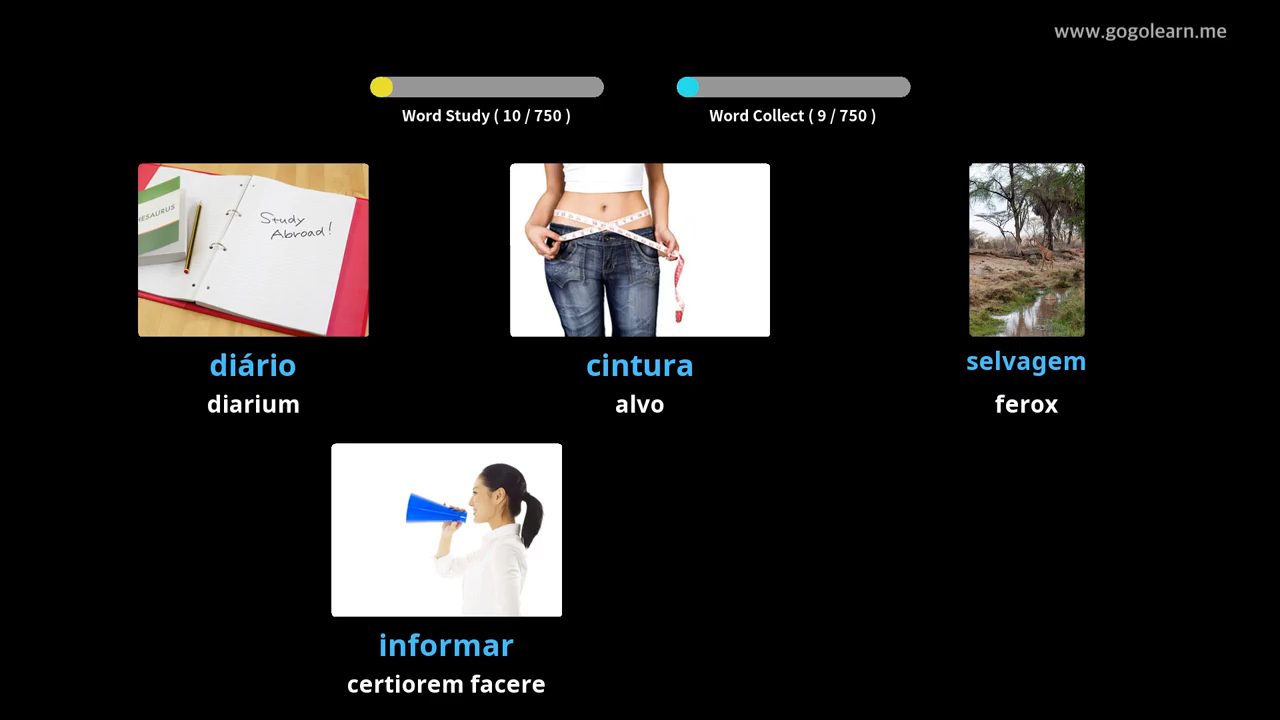 www.gogolearn.me
Word Study ( 10 / 750 )
Word Collect ( 9 / 750 )
HESAURUS
Study
Abroad!
diário
diarium
cintura
alvo
selvagem
ferox
informar
certiorem facere